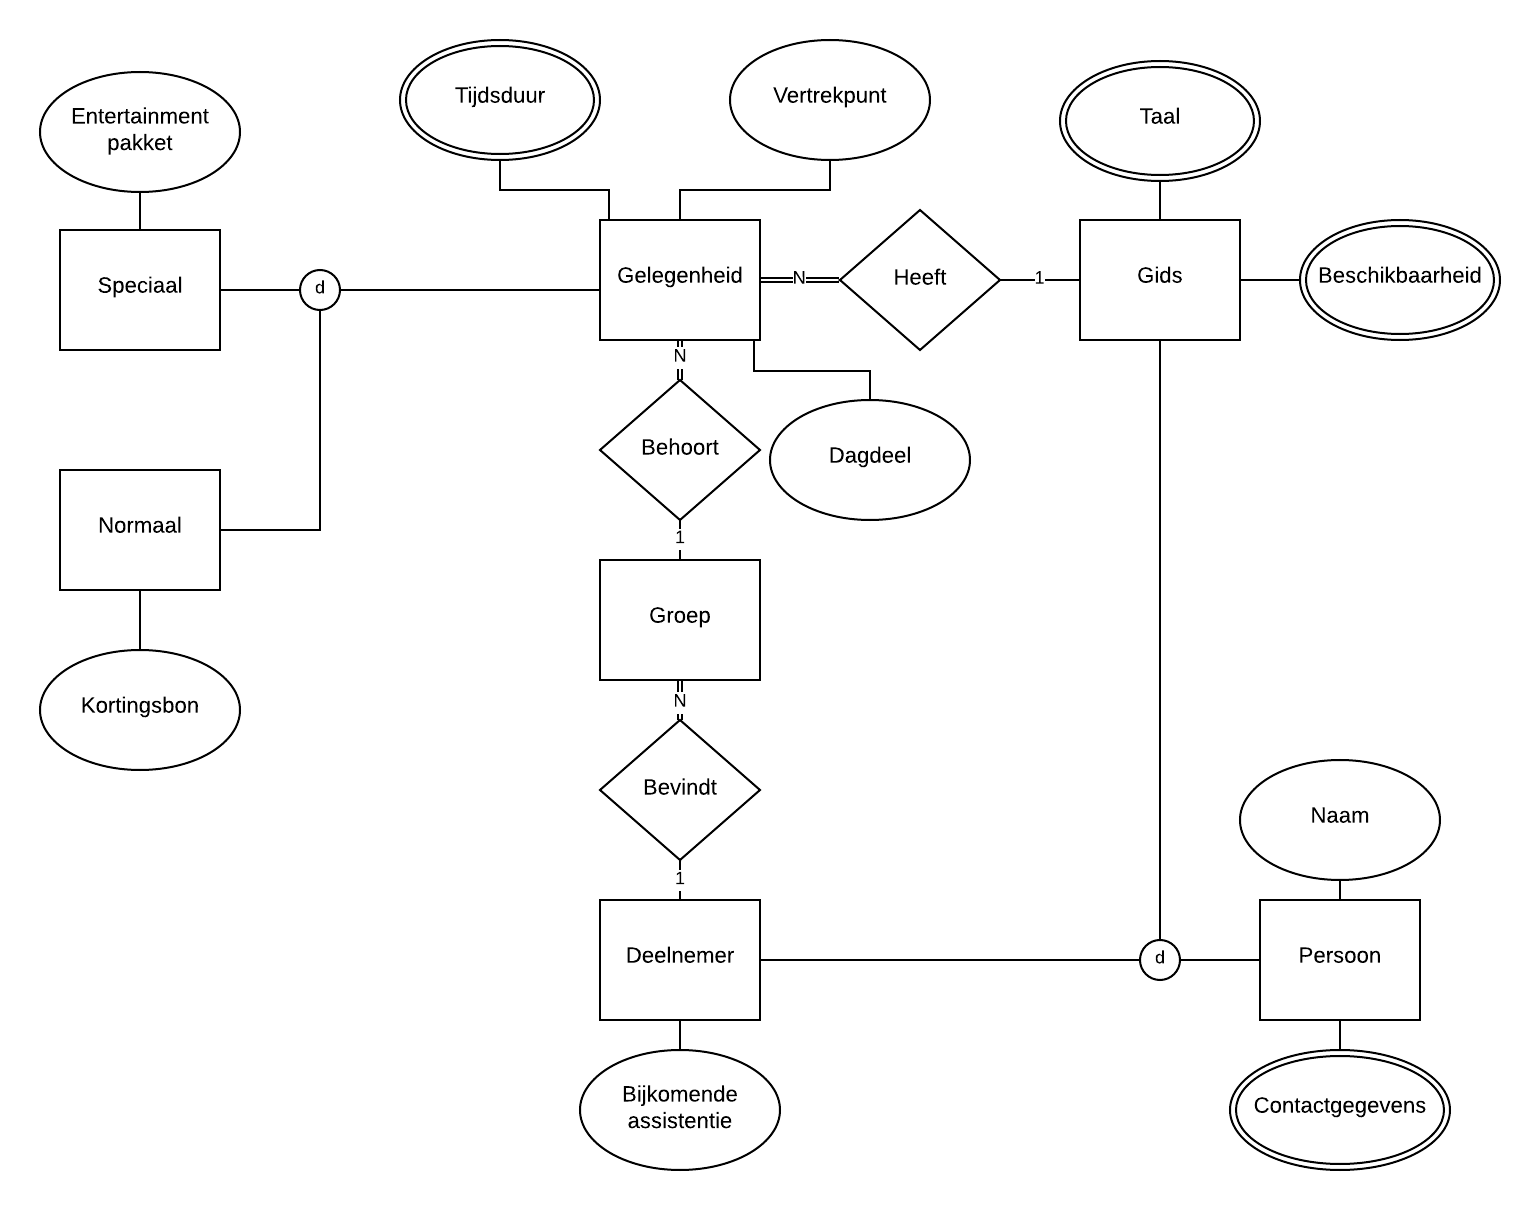 Tijdsduur
Vertrekpunt
Entertainment
pakket
Taal
Speciaal
d
Gelegenheid
N
Heeft
1
Gids
Beschikbaarheid
N
Behoort
Dagdeel
Normaal
1
Groep
Kortingsbon
N
Bevindt
Naam
1
Deelnemer
d
Persoon
Bijkomende
assistentie
Contactgegevens